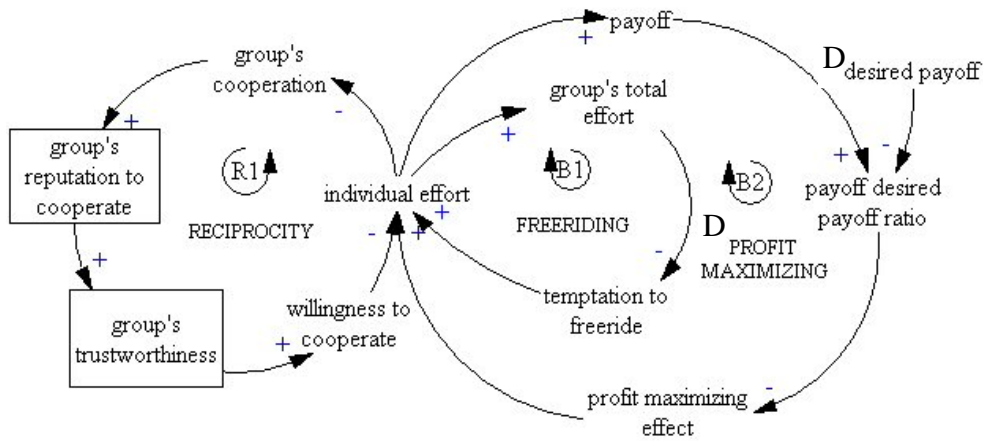 payoff
+
D
desired payoff
group's
cooperation
-
+
group's total
effort
+
-
group's
reputation to
cooperate
R1
RECIPROCITY
individual effort
B1
FREERIDING
B2
+
payoff desired
payoff ratio
D
PROFIT
MAXIMIZING
-
+
+
-
+
temptation to
freeride
willingness to
cooperate
+
group's
trustworthiness
-
profit maximizing
effect